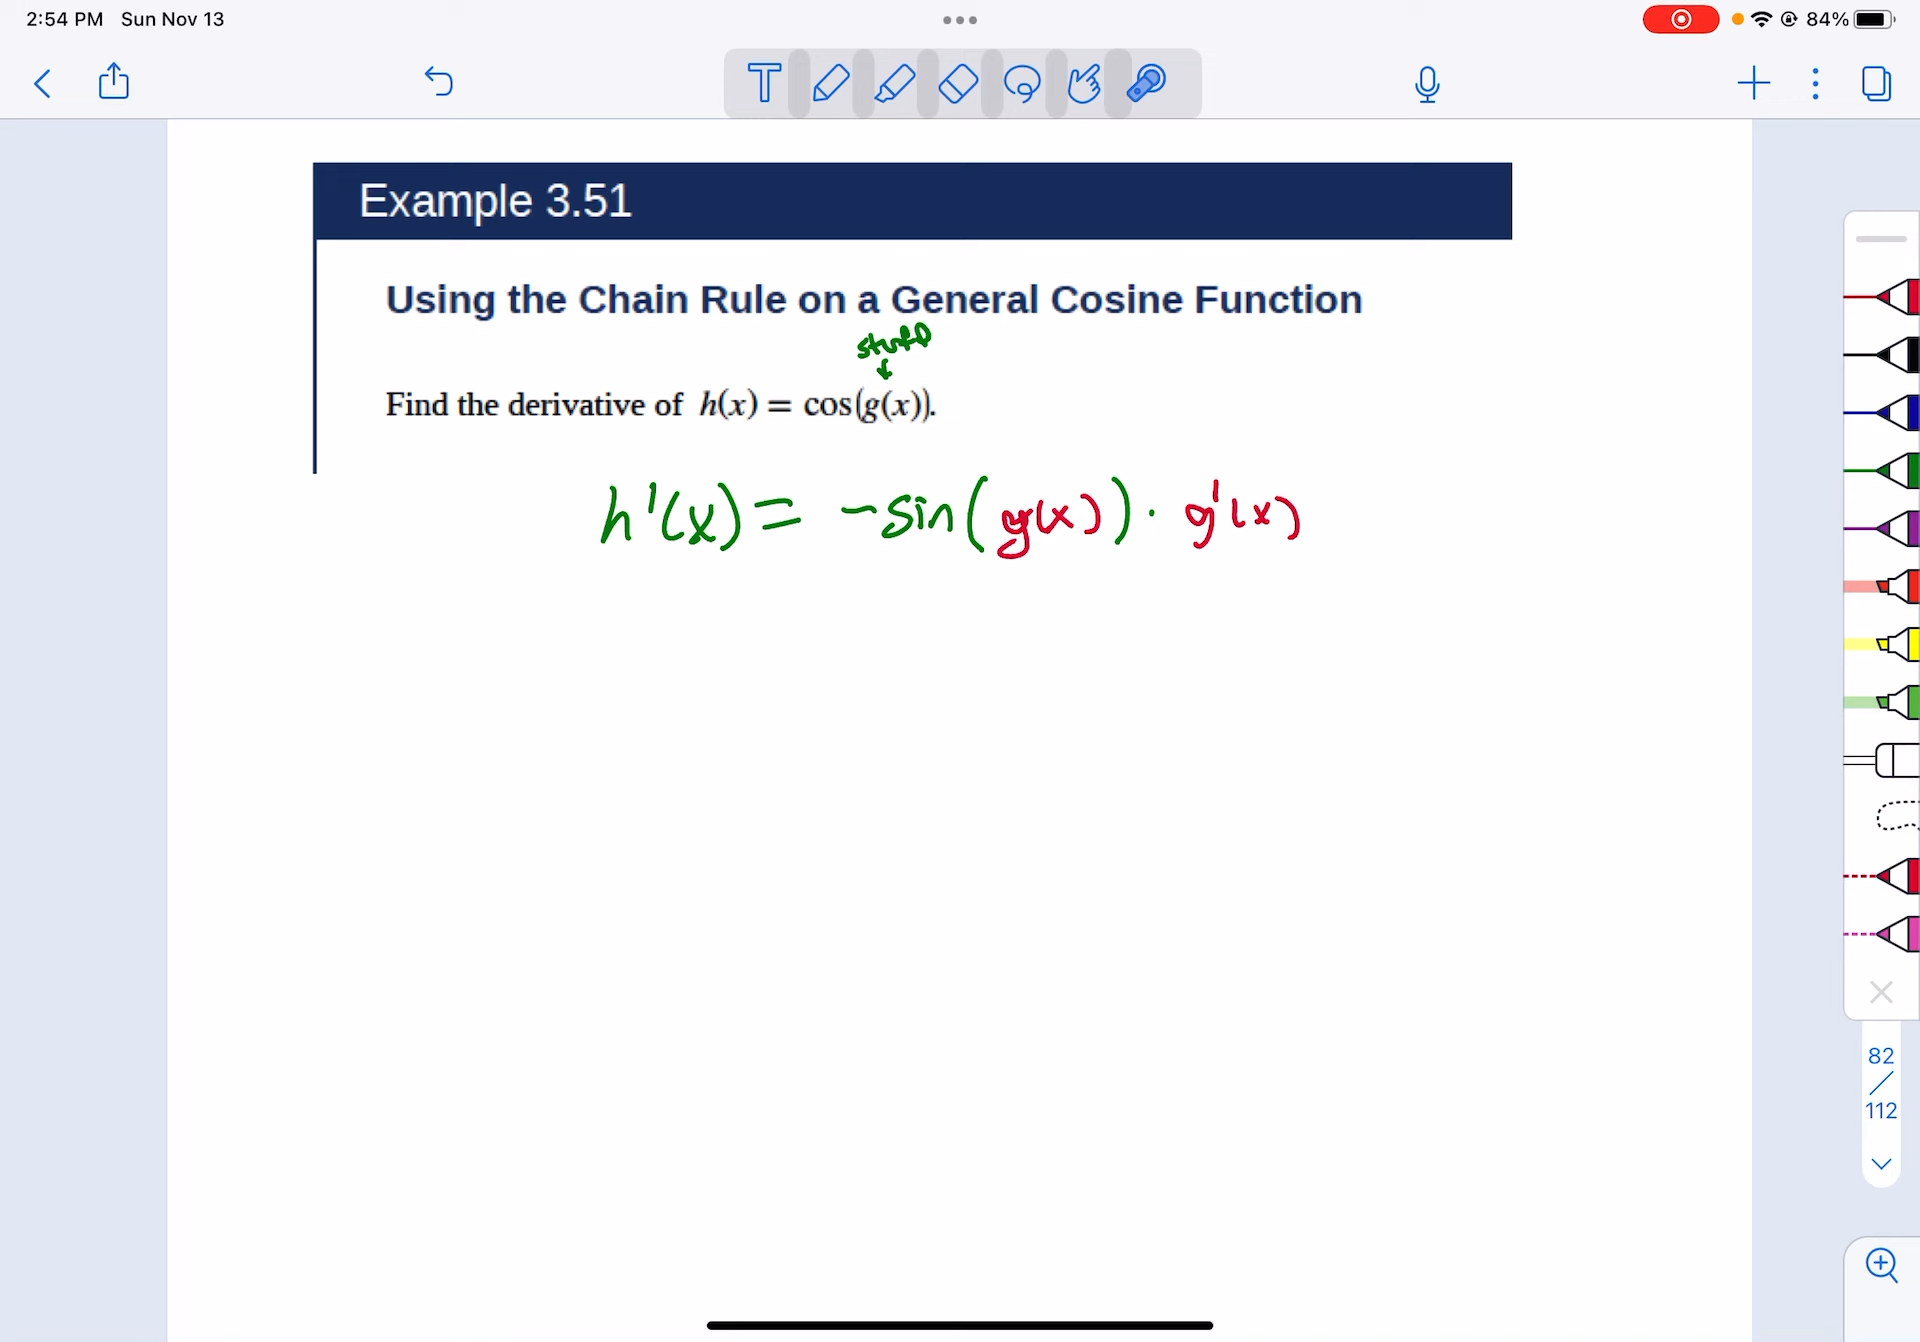 2:54 PM Sun Nov 13
84%
Example 3.51
Using the Chain Rule on a General Cosine Function
stuff
Find the derivative of h(x) = cos(g(x)).
h'(x) = -sin(g(x)) · g'(x)
82
/
112